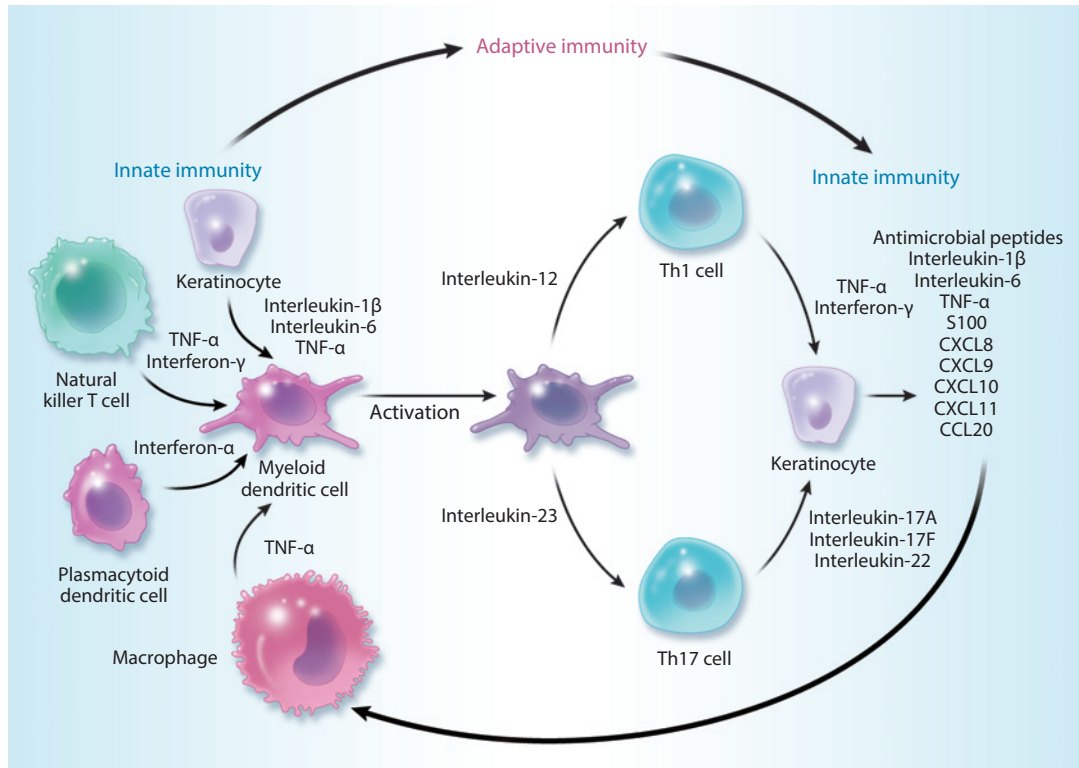 Adaptive immunity
Innate immunity
Innate immunity
Keratinocyte
Interleukin-1β
Interleukin-6
TNF-α
TNF-α
Interferon-γ
Natural
killer T cell
Interferon-α
Plasmacytoid
dendritic cell
Myeloid
dendritic cell
TNF-α
Macrophage
Activation
Interleukin-12
Interleukin-23
Th1 cell
Th17 cell
TNF-α
Interferon-γ
Keratinocyte
Interleukin-17A
Interleukin-17F
Interleukin-22
Antimicrobial peptides
Interleukin-1β
Interleukin-6
TNF-α
S100
CXCL8
CXCL9
CXCL10
CXCL11
CCL20